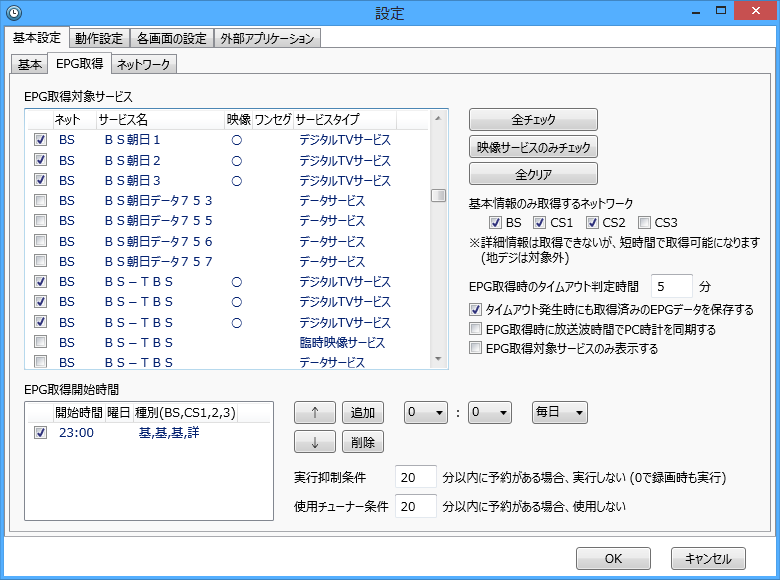 設定
基本設定 動作設定 各画面の設定 外部アプリケーション
基本 EPG取得 ネットワーク
EPG取得対象サービス
ネット サービス名 映像 ワンセグ サービスタイプ
BS ＢＳ朝日１ ○ デジタルTVサービス
BS ＢＳ朝日２ ○ デジタルTVサービス
BS ＢＳ朝日３ ○ デジタルTVサービス
BS ＢＳ朝日データ７５３ データサービス
BS ＢＳ朝日データ７５５ データサービス
BS ＢＳ朝日データ７５６ データサービス
BS ＢＳ朝日データ７５７ データサービス
BS ＢＳ－ＴＢＳ ○ デジタルTVサービス
BS ＢＳ－ＴＢＳ ○ デジタルTVサービス
BS ＢＳ－ＴＢＳ ○ デジタルTVサービス
BS ＢＳ－ＴＢＳ 臨時映像サービス
BS ＢＳ－ＴＢＳ データサービス
全チェック
映像サービスのみチェック
全クリア
基本情報のみ取得するネットワーク
BS CS1 CS2 CS3
※詳細情報は取得できないが、短時間で取得可能になります
(地デジは対象外)
EPG取得時のタイムアウト判定時間 5 分
タイムアウト発生時にも取得済みのEPGデータを保存する
EPG取得時に放送波時間でPC時計を同期する
EPG取得対象サービスのみ表示する
EPG取得開始時間
開始時間 曜日 種別(BS,CS1,2,3)
23:00 基,基,基,詳
↑ 追加 0 : 0 毎日
↓ 削除
実行抑制条件 20 分以内に予約がある場合、実行しない (0で録画時も実行)
使用チューナー条件 20 分以内に予約がある場合、使用しない
OK キャンセル